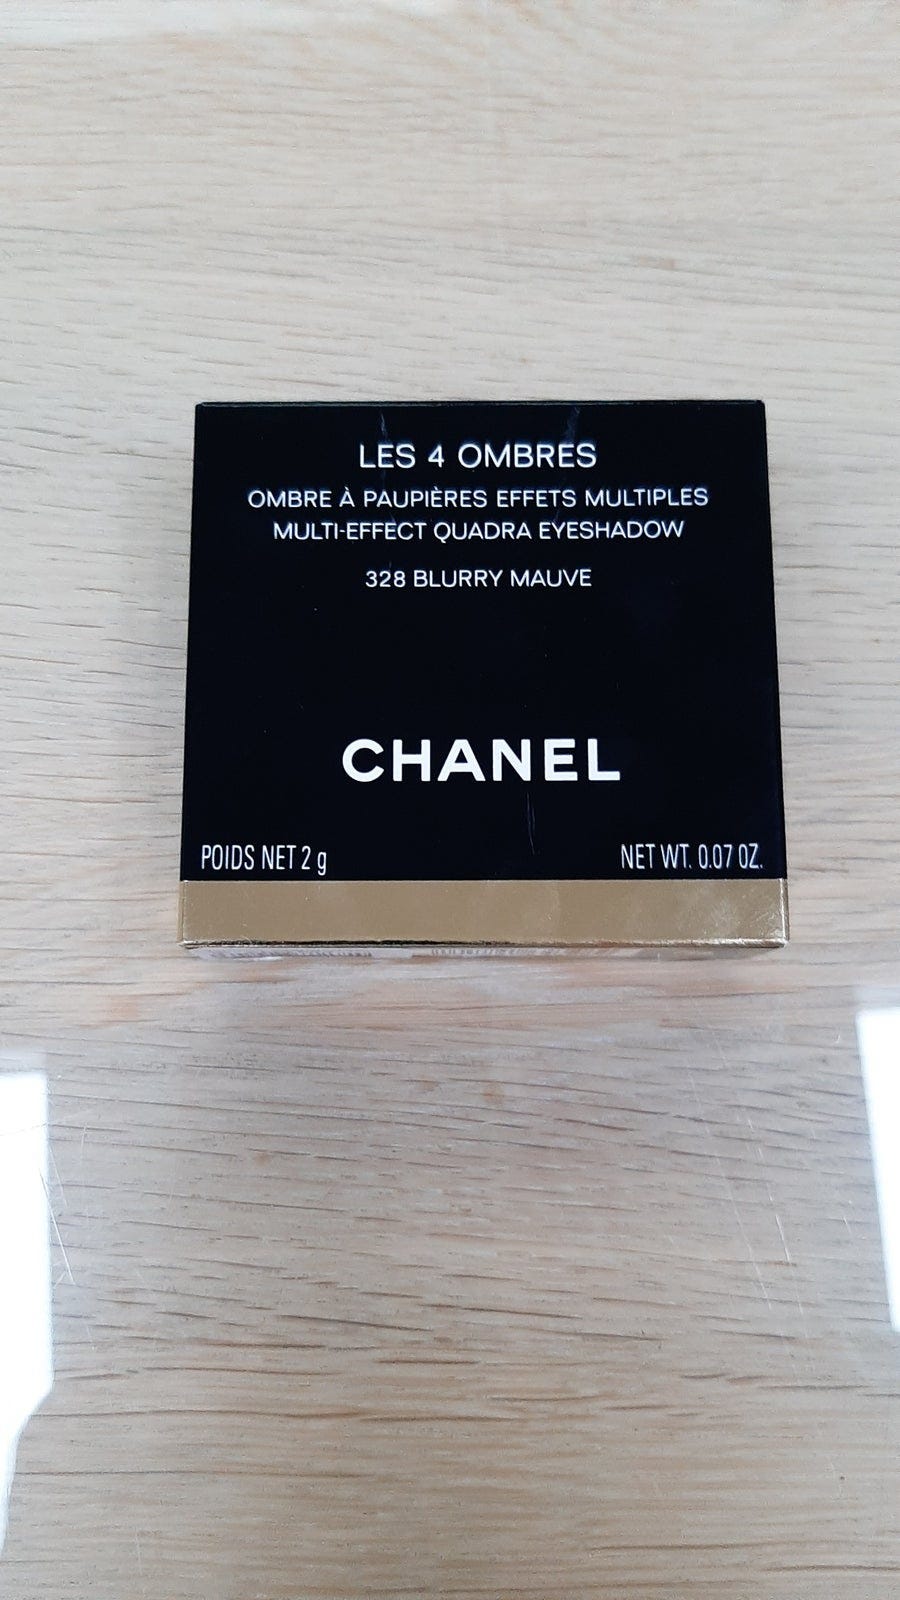 LES 4 OMBRES
OMBRE À PAUPIÈRES EFFETS MULTIPLES
MULTI-EFFECT QUADRA EYESHADOW
328 BLURRY MAUVE
CHANEL
POIDS NET 2 g NET WT. 0.07 OZ.